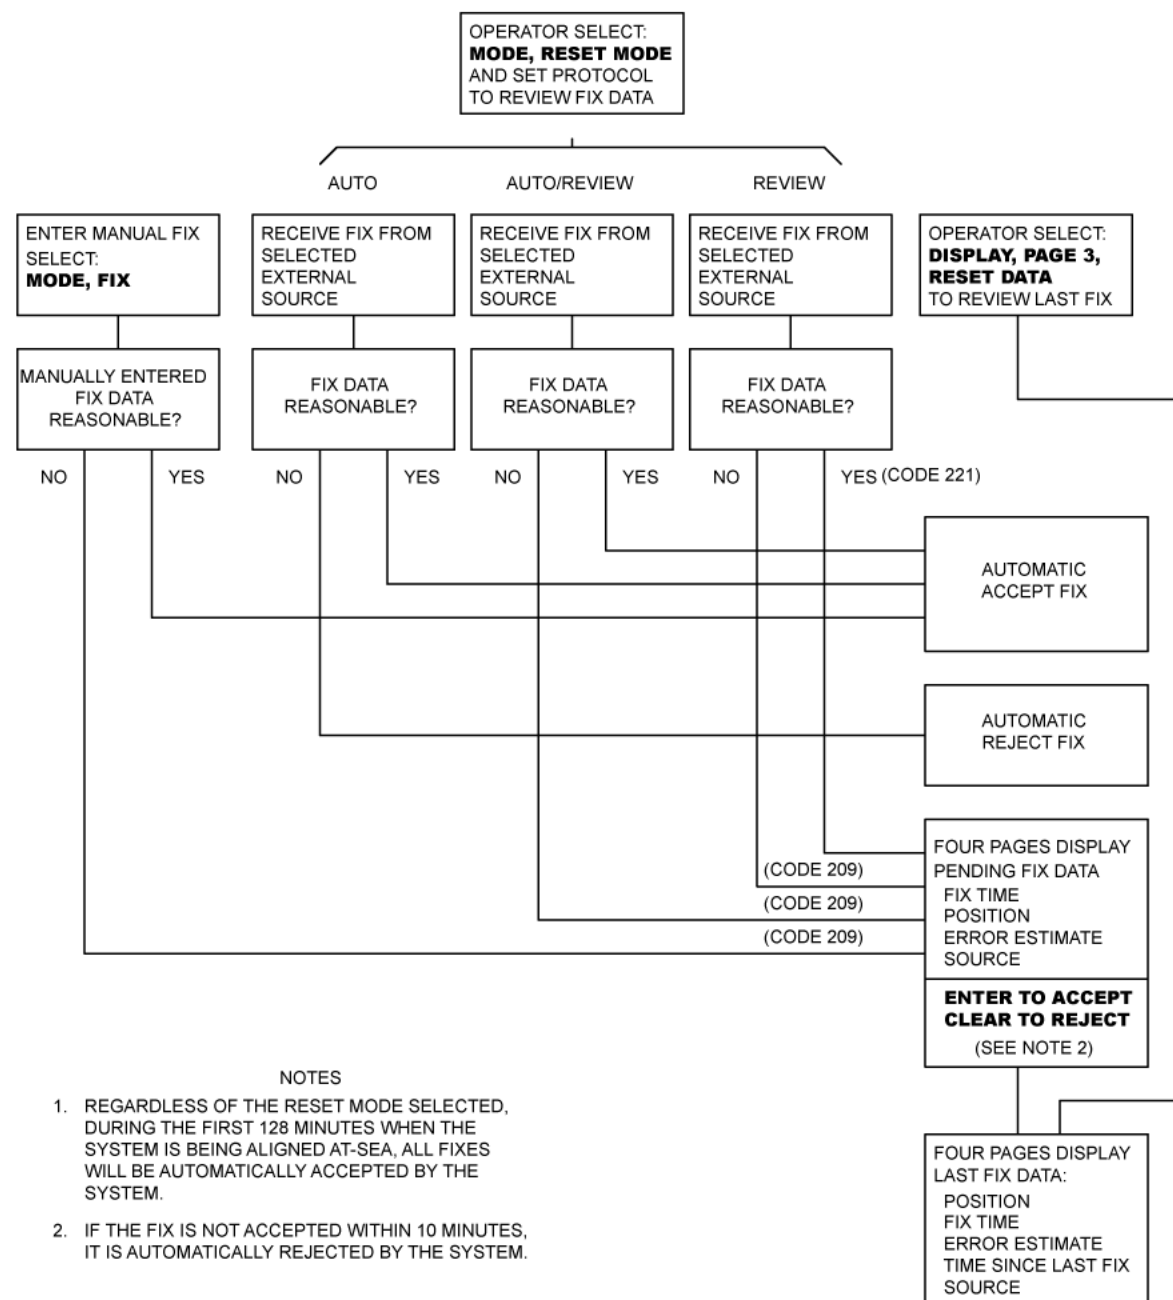 OPERATOR SELECT:
MODE, RESET MODE
AND SET PROTOCOL
TO REVIEW FIX DATA
AUTO
AUTO/REVIEW
REVIEW
ENTER MANUAL FIX
SELECT:
MODE, FIX
RECEIVE FIX FROM
SELECTED
EXTERNAL
SOURCE
RECEIVE FIX FROM
SELECTED
EXTERNAL
SOURCE
RECEIVE FIX FROM
SELECTED
EXTERNAL
SOURCE
OPERATOR SELECT:
DISPLAY, PAGE 3,
RESET DATA
TO REVIEW LAST FIX
MANUALLY ENTERED
FIX DATA
REASONABLE?
FIX DATA
REASONABLE?
FIX DATA
REASONABLE?
FIX DATA
REASONABLE?
NO
YES
NO
YES
NO
YES
NO
YES (CODE 221)
AUTOMATIC
ACCEPT FIX
AUTOMATIC
REJECT FIX
(CODE 209)
(CODE 209)
(CODE 209)
FOUR PAGES DISPLAY
PENDING FIX DATA
FIX TIME
POSITION
ERROR ESTIMATE
SOURCE
ENTER TO ACCEPT
CLEAR TO REJECT
(SEE NOTE 2)
FOUR PAGES DISPLAY
LAST FIX DATA:
POSITION
FIX TIME
ERROR ESTIMATE
TIME SINCE LAST FIX
SOURCE
NOTES
1. REGARDLESS OF THE RESET MODE SELECTED,
DURING THE FIRST 128 MINUTES WHEN THE
SYSTEM IS BEING ALIGNED AT-SEA, ALL FIXES
WILL BE AUTOMATICALLY ACCEPTED BY THE
SYSTEM.
2. IF THE FIX IS NOT ACCEPTED WITHIN 10 MINUTES,
IT IS AUTOMATICALLY REJECTED BY THE SYSTEM.